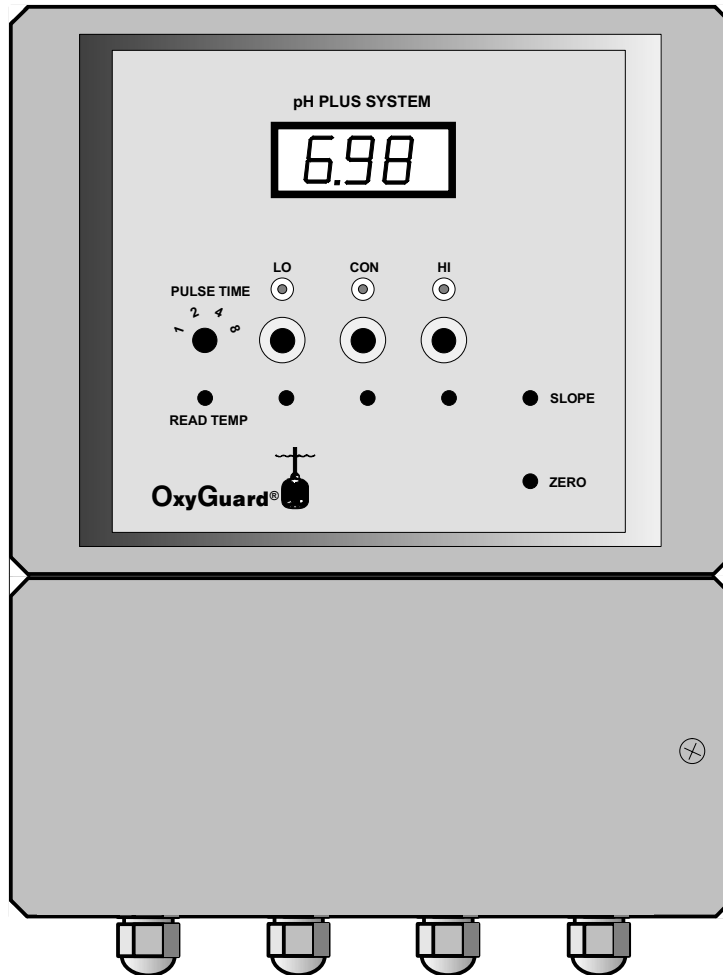 pH PLUS SYSTEM
6.98
LO CON HI
PULSE TIME
1 2 4 8
READ TEMP
SLOPE
OxyGuard®
ZERO